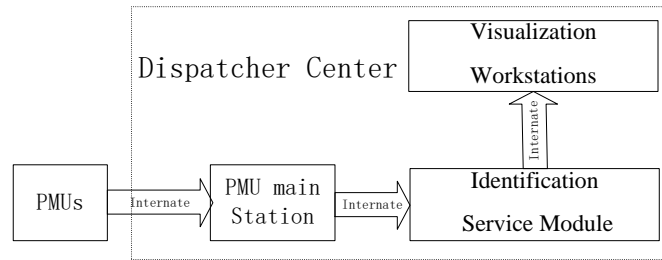 Visualization
Workstations
Dispatcher Center
Internate
PMUs
Internate
PMU main
Station
Internate
Identification
Service Module